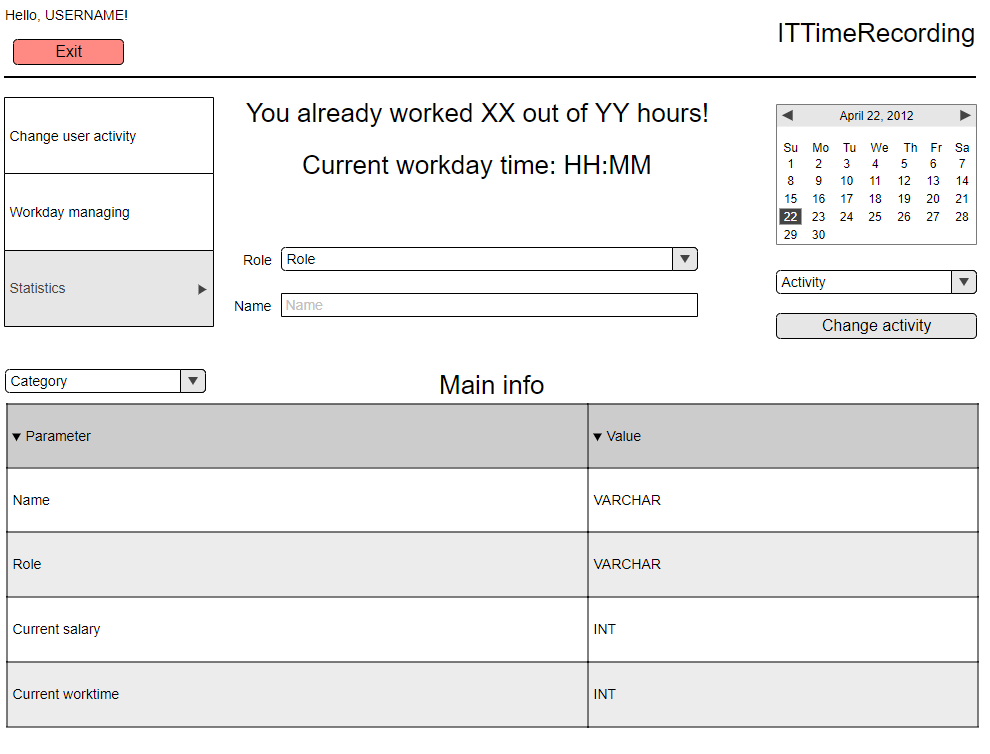 Hello, USERNAME!
ITTimeRecording
Exit
Change user activity
Workday managing
Statistics
You already worked XX out of YY hours!
Current workday time: HH:MM
Role Role
Name Name
April 22, 2012
Su Mo Tu We Th Fr Sa
1 2 3 4 5 6 7
8 9 10 11 12 13 14
15 16 17 18 19 20 21
22 23 24 25 26 27 28
29 30
Activity
Change activity
Category
Main info
Parameter Value
Name VARCHAR
Role VARCHAR
Current salary INT
Current worktime INT